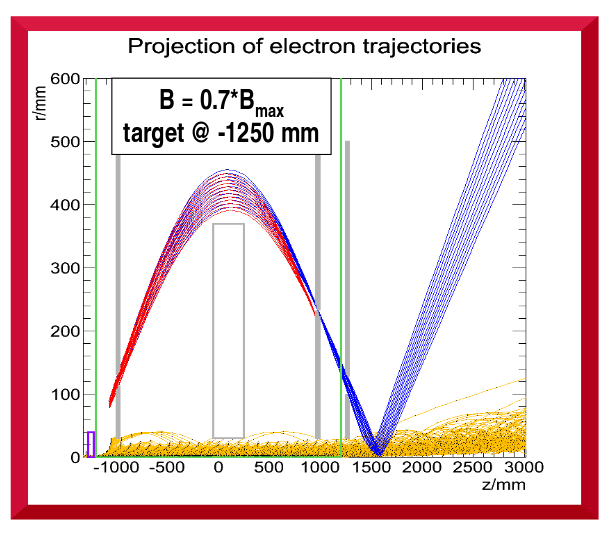 Projection of electron trajectories
r/mm
600
500
400
300
200
100
0
B = 0.7*Bmax
target @ -1250 mm
-1000 -500 0 500 1000 1500 2000 2500 3000
z/mm